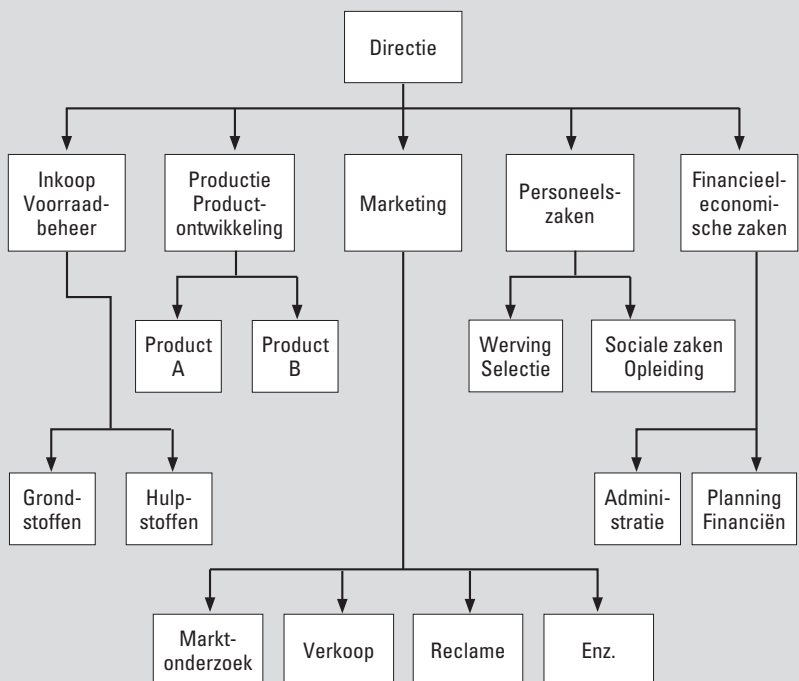 Directie
Inkoop
Voorraad-
beheer
Productie
Product-
ontwikkeling
Marketing
Personeels-
zaken
Financieel-
economi-
sche zaken
Product
A
Product
B
Werving
Selectie
Sociale zaken
Opleiding
Grond-
stoffen
Hulp-
stoffen
Admini-
stratie
Planning
Financiën
Markt-
onderzoek
Verkoop
Reclame
Enz.